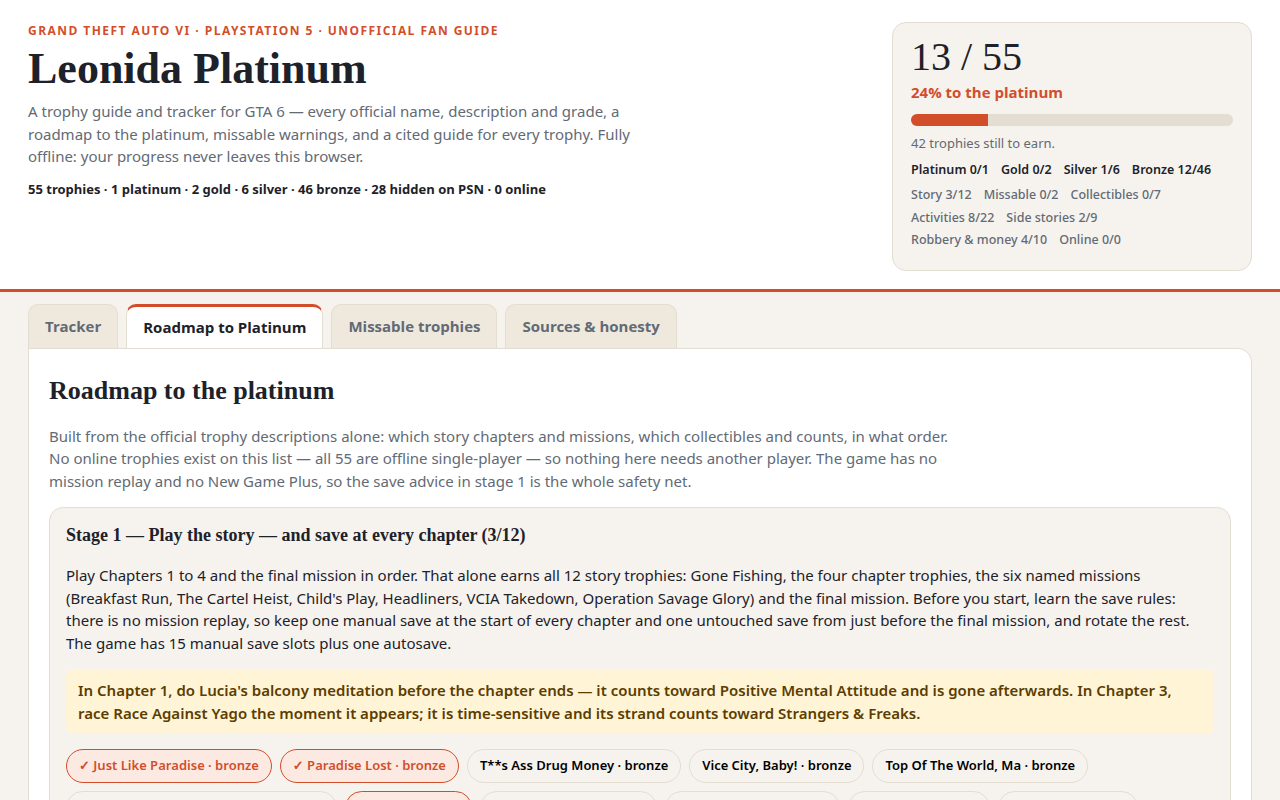 GRAND THEFT AUTO VI · PLAYSTATION 5 · UNOFFICIAL FAN GUIDE
Leonida Platinum
A trophy guide and tracker for GTA 6 — every official name, description and grade, a
roadmap to the platinum, missable warnings, and a cited guide for every trophy. Fully
offline: your progress never leaves this browser.
55 trophies · 1 platinum · 2 gold · 6 silver · 46 bronze · 28 hidden on PSN · 0 online
13 / 55
24% to the platinum
42 trophies still to earn.
Platinum 0/1 Gold 0/2 Silver 1/6 Bronze 12/46
Story 3/12 Missable 0/2 Collectibles 0/7
Activities 8/22 Side stories 2/9
Robbery & money 4/10 Online 0/0
Tracker
Roadmap to Platinum
Missable trophies
Sources & honesty
Roadmap to the platinum
Built from the official trophy descriptions alone: which story chapters and missions, which collectibles and counts, in what order.
No online trophies exist on this list — all 55 are offline single-player — so nothing here needs another player. The game has no
mission replay and no New Game Plus, so the save advice in stage 1 is the whole safety net.
Stage 1 — Play the story — and save at every chapter (3/12)
Play Chapters 1 to 4 and the final mission in order. That alone earns all 12 story trophies: Gone Fishing, the four chapter trophies, the six named missions
(Breakfast Run, The Cartel Heist, Child's Play, Headliners, VCIA Takedown, Operation Savage Glory) and the final mission. Before you start, learn the save rules:
there is no mission replay, so keep one manual save at the start of every chapter and one untouched save from just before the final mission, and rotate the rest.
The game has 15 manual save slots plus one autosave.
In Chapter 1, do Lucia's balcony meditation before the chapter ends — it counts toward Positive Mental Attitude and is gone afterwards. In Chapter 3,
race Race Against Yago the moment it appears; it is time-sensitive and its strand counts toward Strangers & Freaks.
✓ Just Like Paradise · bronze
✓ Paradise Lost · bronze
T**s Ass Drug Money · bronze
Vice City, Baby! · bronze
Top Of The World, Ma · bronze